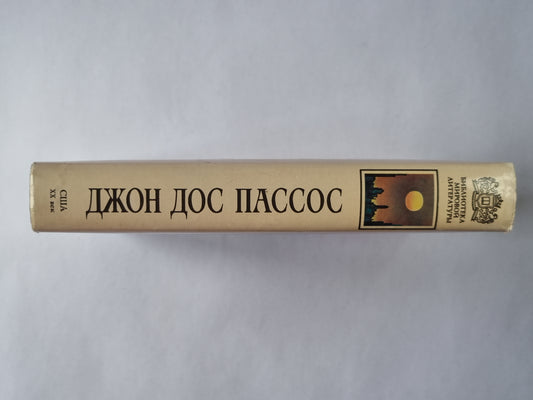 БИБЛИОТЕКА
МИРОВОЙ
ЛИТЕРАТУРЫ
ДЖОН ДОС ПАССОС
США
XX век